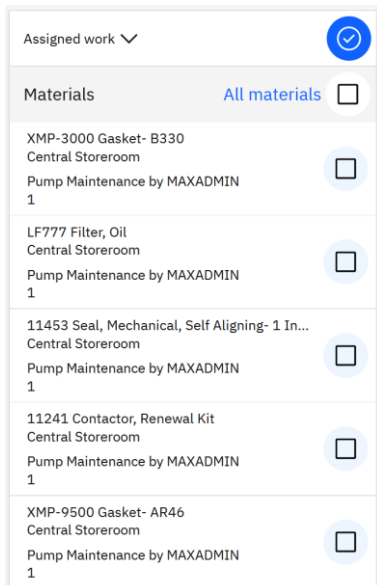 Assigned work
Materials All materials
XMP-3000 Gasket- B330
Central Storeroom
Pump Maintenance by MAXADMIN
1
LF777 Filter, Oil
Central Storeroom
Pump Maintenance by MAXADMIN
1
11453 Seal, Mechanical, Self Aligning- 1 In...
Central Storeroom
Pump Maintenance by MAXADMIN
1
11241 Contactor, Renewal Kit
Central Storeroom
Pump Maintenance by MAXADMIN
1
XMP-9500 Gasket- AR46
Central Storeroom
Pump Maintenance by MAXADMIN
1